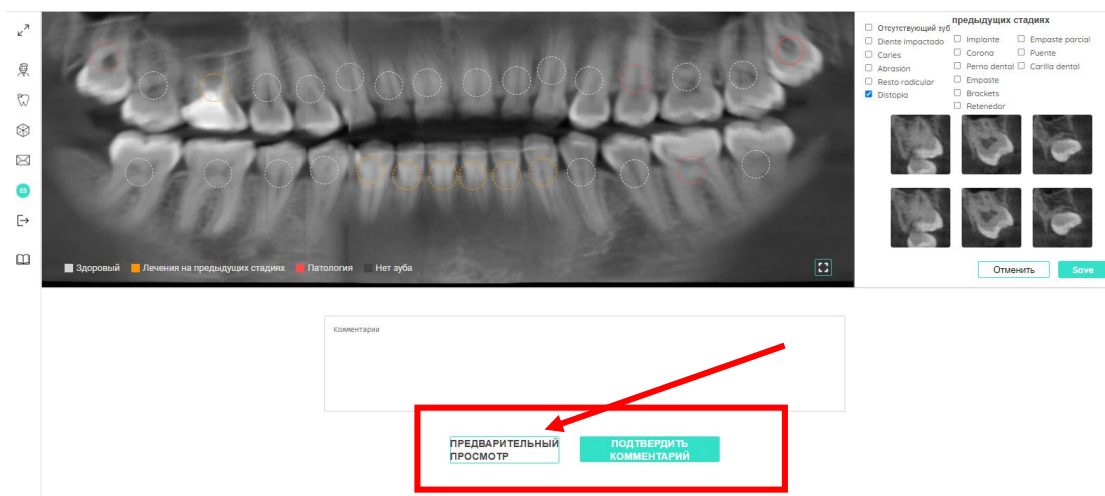 предыдущих стадиях
Отсутствующий зуб
Diente impactado
Caries
Abrasión
Resto radicular
Distopia
Implante
Empaste parcial
Corona
Puente
Perno dental
Carilla dental
Empaste
Brackets
Retenedor
ES
Здоровый
Лечения на предыдущих стадиях
Патология
Нет зуба
Отменить
Save
Комментарии
ПРЕДВАРИТЕЛЬНЫЙ
ПРОСМОТР
ПОДТВЕРДИТЬ
КОММЕНТАРИЙ